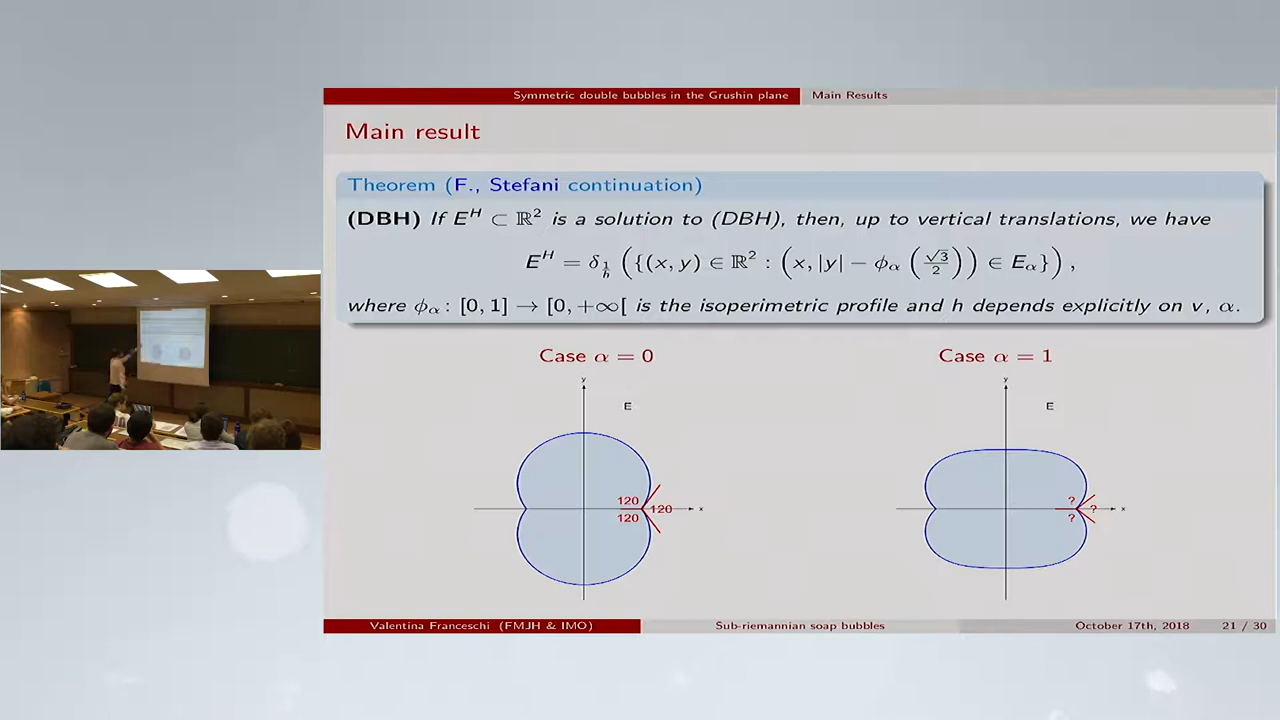 Symmetric double bubbles in the Grushin plane Main Results
Main result
Theorem (F., Stefani continuation)
(DBH) If E^H ⊂ ℝ² is a solution to (DBH), then, up to vertical translations, we have
E^H = δ_{1/h} ( {(x, y) ∈ ℝ² : ( x, |y| − ϕ_α ( √3/2 ) ) ∈ E_α} ) ,
where ϕ_α : [0, 1] → [0, +∞[ is the isoperimetric profile and h depends explicitly on v, α.
Case α = 0 Case α = 1
y y
E E
120 ?
120 x ? x
120 ?
Valentina Franceschi (FMJH & IMO) Sub-riemannian soap bubbles October 17th, 2018 21 / 30